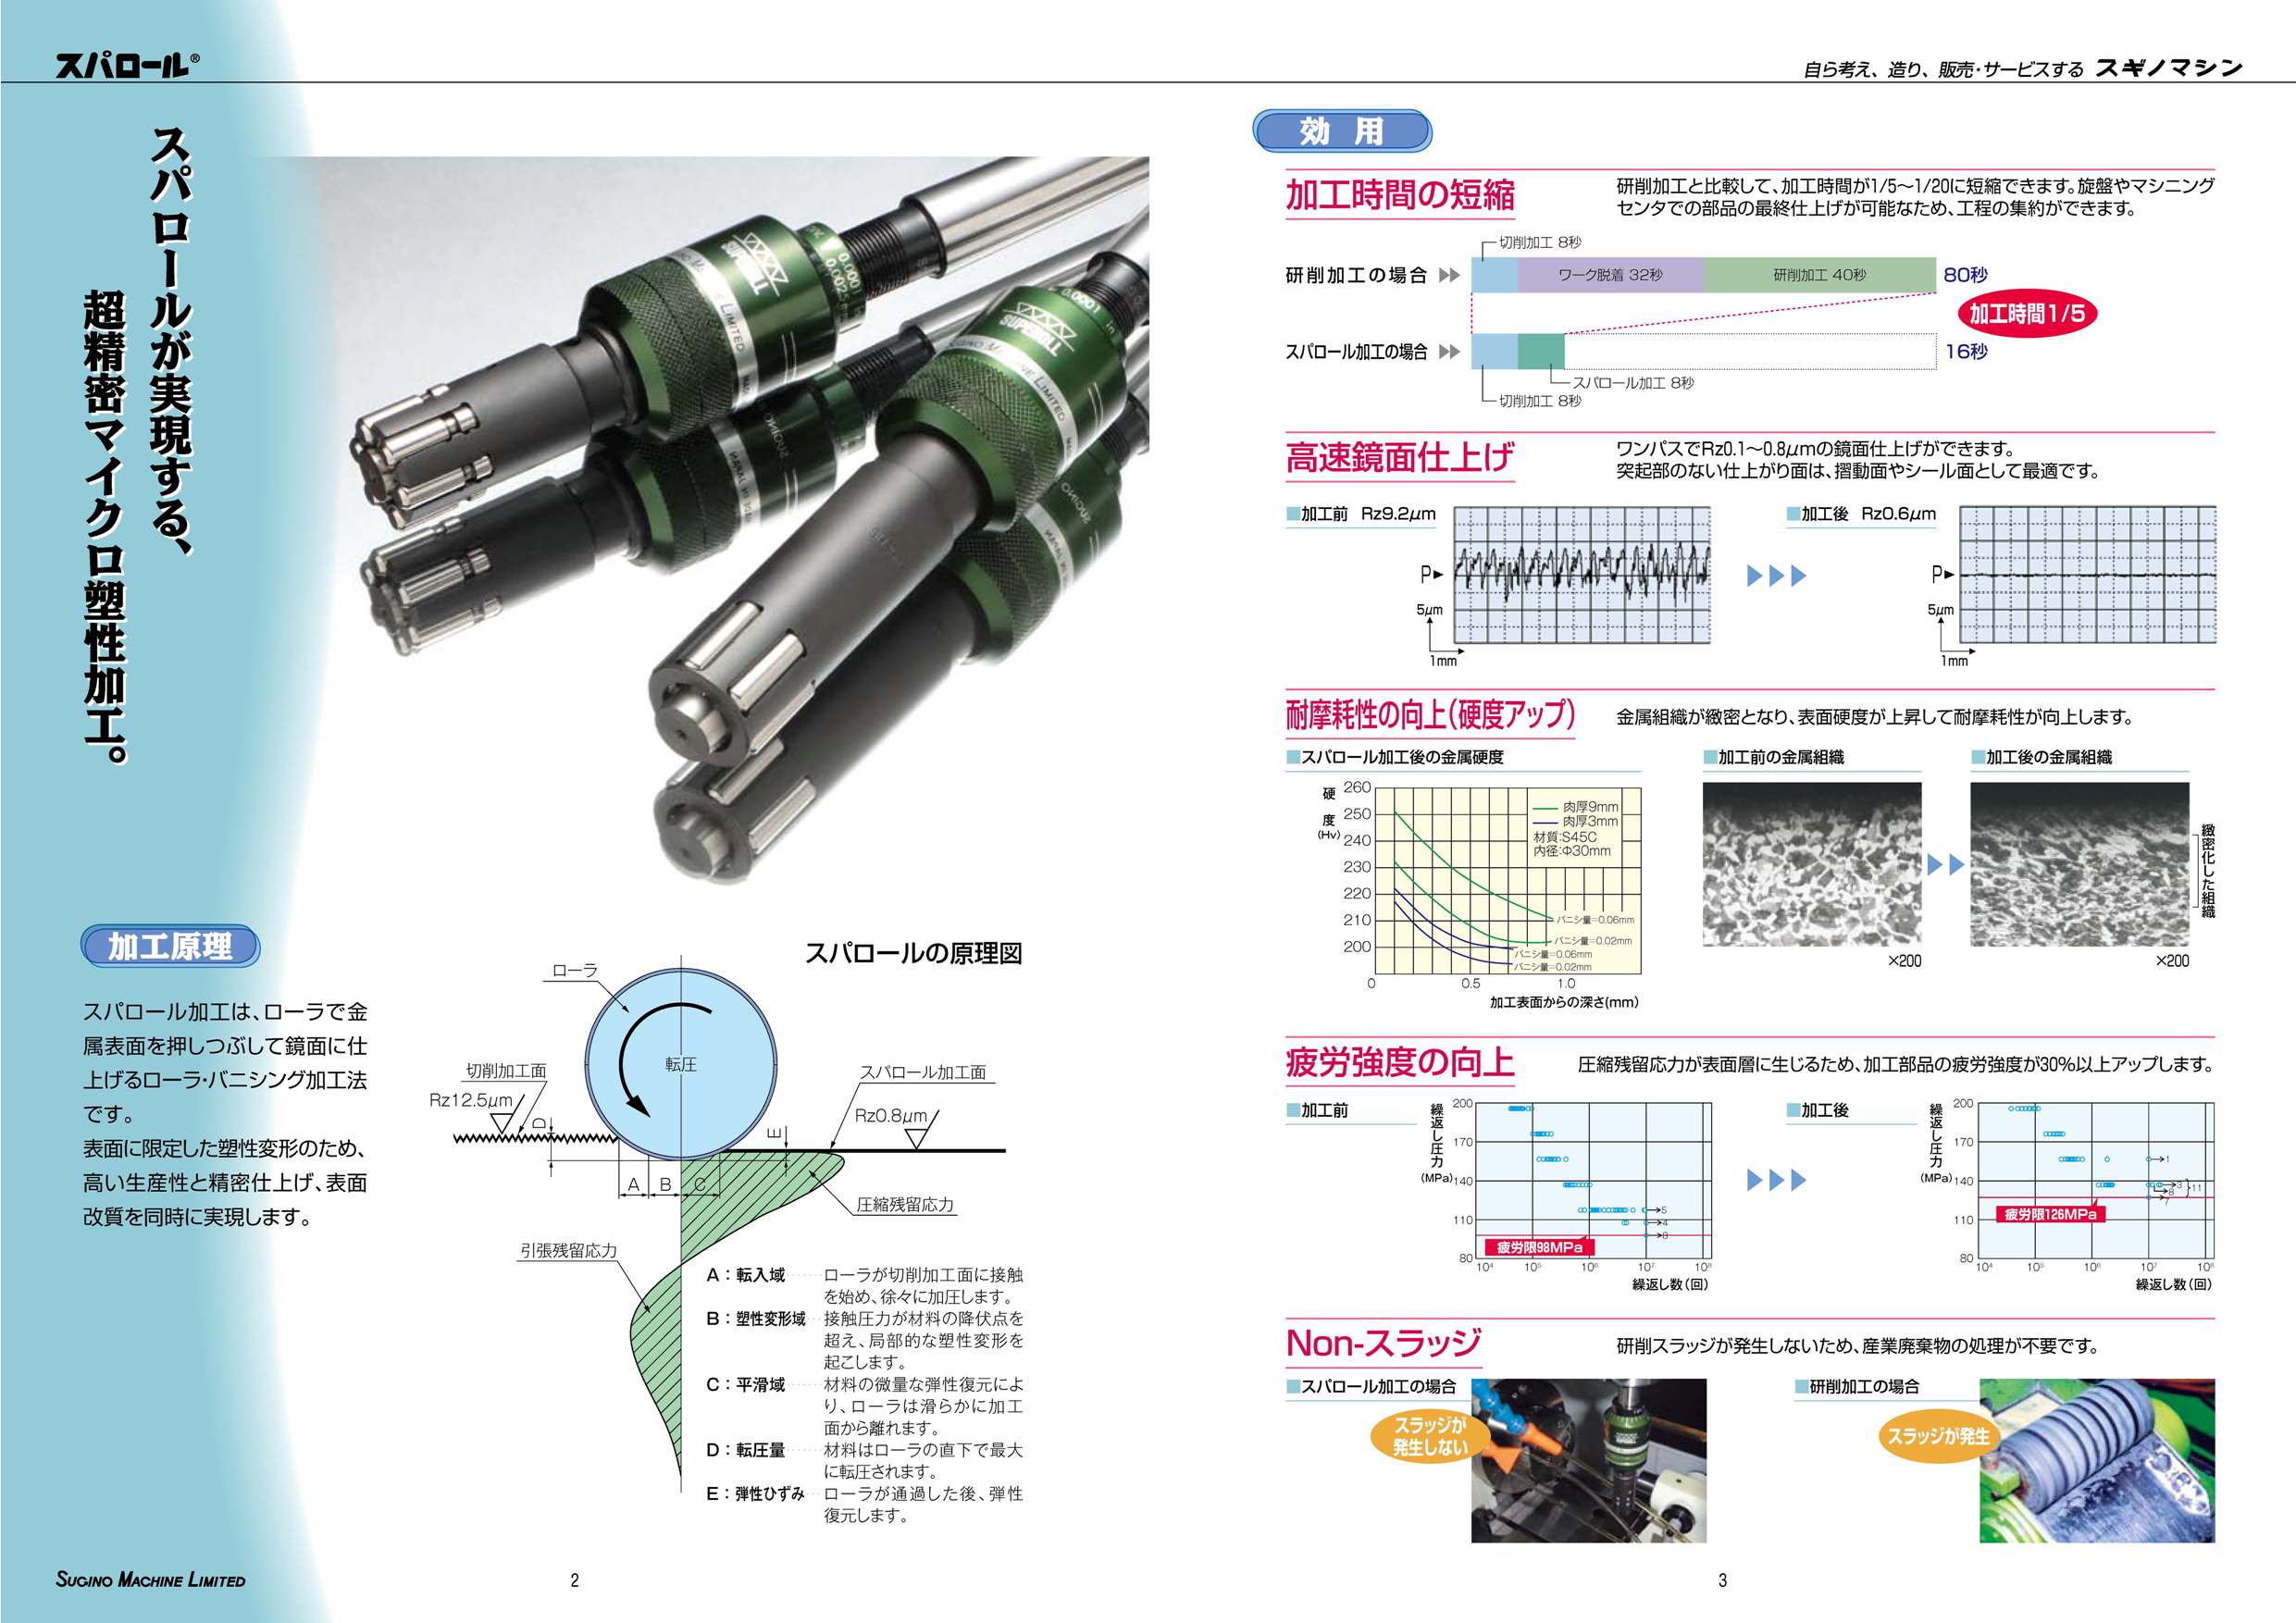 スパロール®
自ら考え、造り、販売・サービスする スギノマシン
スパロールが実現する、
超精密マイクロ塑性加工。
SUPEROLL
LIMITED
0.000
0.002
SUPEROLL
SUGINO MACHINE LIMITED
0.0001
加工原理
スパロール加工は、ローラで金
属表面を押しつぶして鏡面に仕
上げるローラ・バニシング加工法
です。
表面に限定した塑性変形のため、
高い生産性と精密仕上げ、表面
改質を同時に実現します。
スパロールの原理図
ローラ
転圧
切削加工面
Rz12.5μm
D
スパロール加工面
Rz0.8μm
E
A B C
圧縮残留応力
引張残留応力
A：転入域 ローラが切削加工面に接触
を始め、徐々に加圧します。
B：塑性変形域 接触圧力が材料の降伏点を
超え、局部的な塑性変形を
起こします。
C：平滑域 材料の微量な弾性復元によ
り、ローラは滑らかに加工
面から離れます。
D：転圧量 材料はローラの直下で最大
に転圧されます。
E：弾性ひずみ ローラが通過した後、弾性
復元します。
SUGINO MACHINE LIMITED
2
効用
加工時間の短縮
研削加工と比較して、加工時間が1/5〜1/20に短縮できます。旋盤やマシニング
センタでの部品の最終仕上げが可能なため、工程の集約ができます。
切削加工 8秒
研削加工の場合
ワーク脱着 32秒
研削加工 40秒
80秒
加工時間1/5
スパロール加工の場合
16秒
スパロール加工 8秒
切削加工 8秒
高速鏡面仕上げ
ワンパスでRz0.1〜0.8μmの鏡面仕上げができます。
突起部のない仕上がり面は、摺動面やシール面として最適です。
■加工前 Rz9.2μm
P
5μm
1mm
■加工後 Rz0.6μm
P
5μm
1mm
耐摩耗性の向上(硬度アップ)
金属組織が緻密となり、表面硬度が上昇して耐摩耗性が向上します。
■スパロール加工後の金属硬度
硬度(Hv)
260
250
240
230
220
210
200
肉厚9mm
肉厚3mm
材質:S45C
内径:Φ30mm
バニシ量=0.06mm
バニシ量=0.02mm
バニシ量=0.06mm
バニシ量=0.02mm
0 0.5 1.0
加工表面からの深さ(mm)
■加工前の金属組織
×200
■加工後の金属組織
×200
緻密化した組織
疲労強度の向上
圧縮残留応力が表面層に生じるため、加工部品の疲労強度が30%以上アップします。
■加工前
繰返し圧力
(MPa)
200
170
140
110
80
5
4
疲労限98MPa
10⁴ 10⁵ 10⁶ 10⁷ 10⁸
繰返し数(回)
■加工後
繰返し圧力
(MPa)
200
170
140
110
80
1
3
11
7
疲労限126MPa
10⁴ 10⁵ 10⁶ 10⁷ 10⁸
繰返し数(回)
Non-スラッジ
研削スラッジが発生しないため、産業廃棄物の処理が不要です。
■スパロール加工の場合
スラッジが
発生しない
■研削加工の場合
スラッジが発生
3